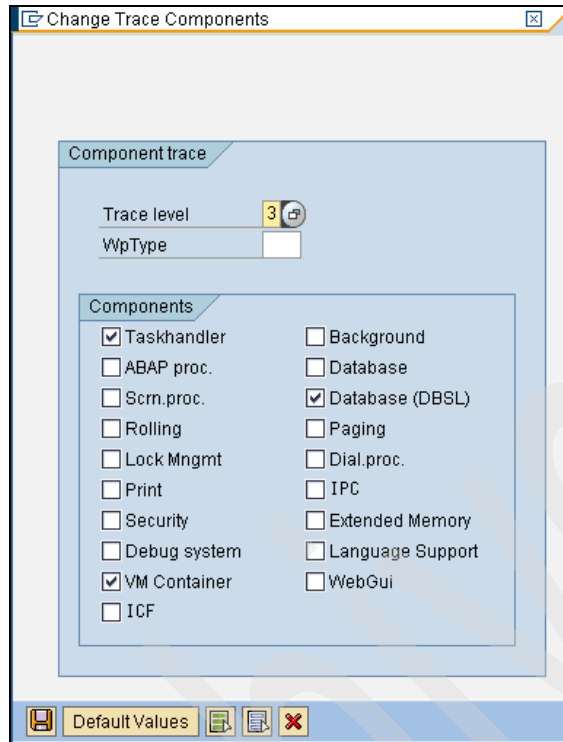 Change Trace Components
Component trace
Trace level 3
WpType
Components
Taskhandler Background
ABAP proc. Database
Scrn.proc. Database (DBSL)
Rolling Paging
Lock Mngmt Dial.proc.
Print IPC
Security Extended Memory
Debug system Language Support
VM Container WebGui
ICF
Default Values